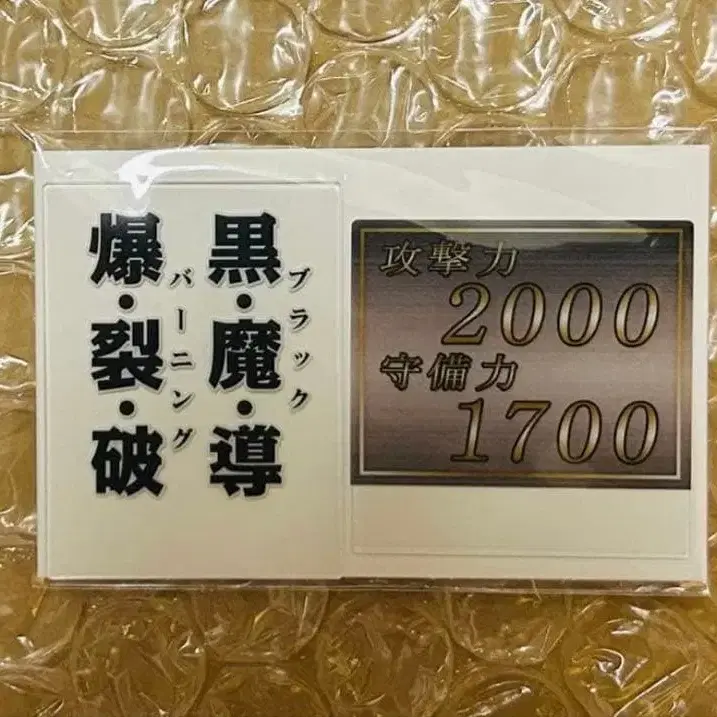 黒・魔・導
ブラック
爆・裂・破
バーニング
攻撃力
2000
守備力
1700